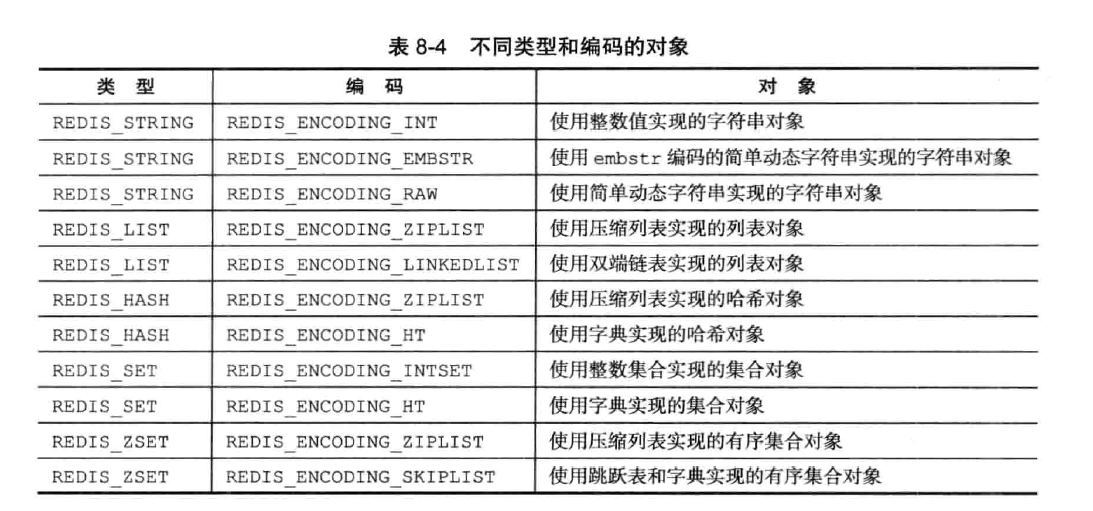 表 8-4 不同类型和编码的对象
类 型 编 码 对 象
REDIS_STRING REDIS_ENCODING_INT 使用整数值实现的字符串对象
REDIS_STRING REDIS_ENCODING_EMBSTR 使用 embstr 编码的简单动态字符串实现的字符串对象
REDIS_STRING REDIS_ENCODING_RAW 使用简单动态字符串实现的字符串对象
REDIS_LIST REDIS_ENCODING_ZIPLIST 使用压缩列表实现的列表对象
REDIS_LIST REDIS_ENCODING_LINKEDLIST 使用双端链表实现的列表对象
REDIS_HASH REDIS_ENCODING_ZIPLIST 使用压缩列表实现的哈希对象
REDIS_HASH REDIS_ENCODING_HT 使用字典实现的哈希对象
REDIS_SET REDIS_ENCODING_INTSET 使用整数集合实现的集合对象
REDIS_SET REDIS_ENCODING_HT 使用字典实现的集合对象
REDIS_ZSET REDIS_ENCODING_ZIPLIST 使用压缩列表实现的有序集合对象
REDIS_ZSET REDIS_ENCODING_SKIPLIST 使用跳跃表和字典实现的有序集合对象